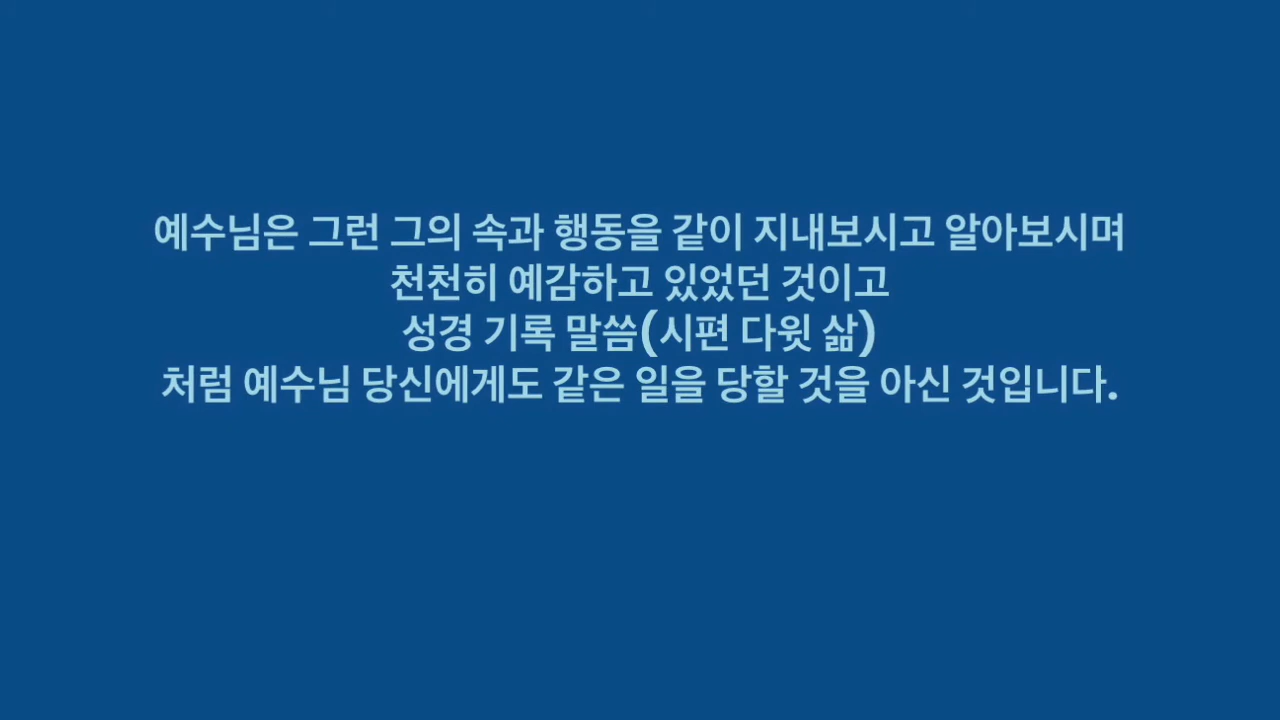 예수님은 그런 그의 속과 행동을 같이 지내보시고 알아보시며
천천히 예감하고 있었던 것이고
성경 기록 말씀(시편 다윗 삶)
처럼 예수님 당신에게도 같은 일을 당할 것을 아신 것입니다.